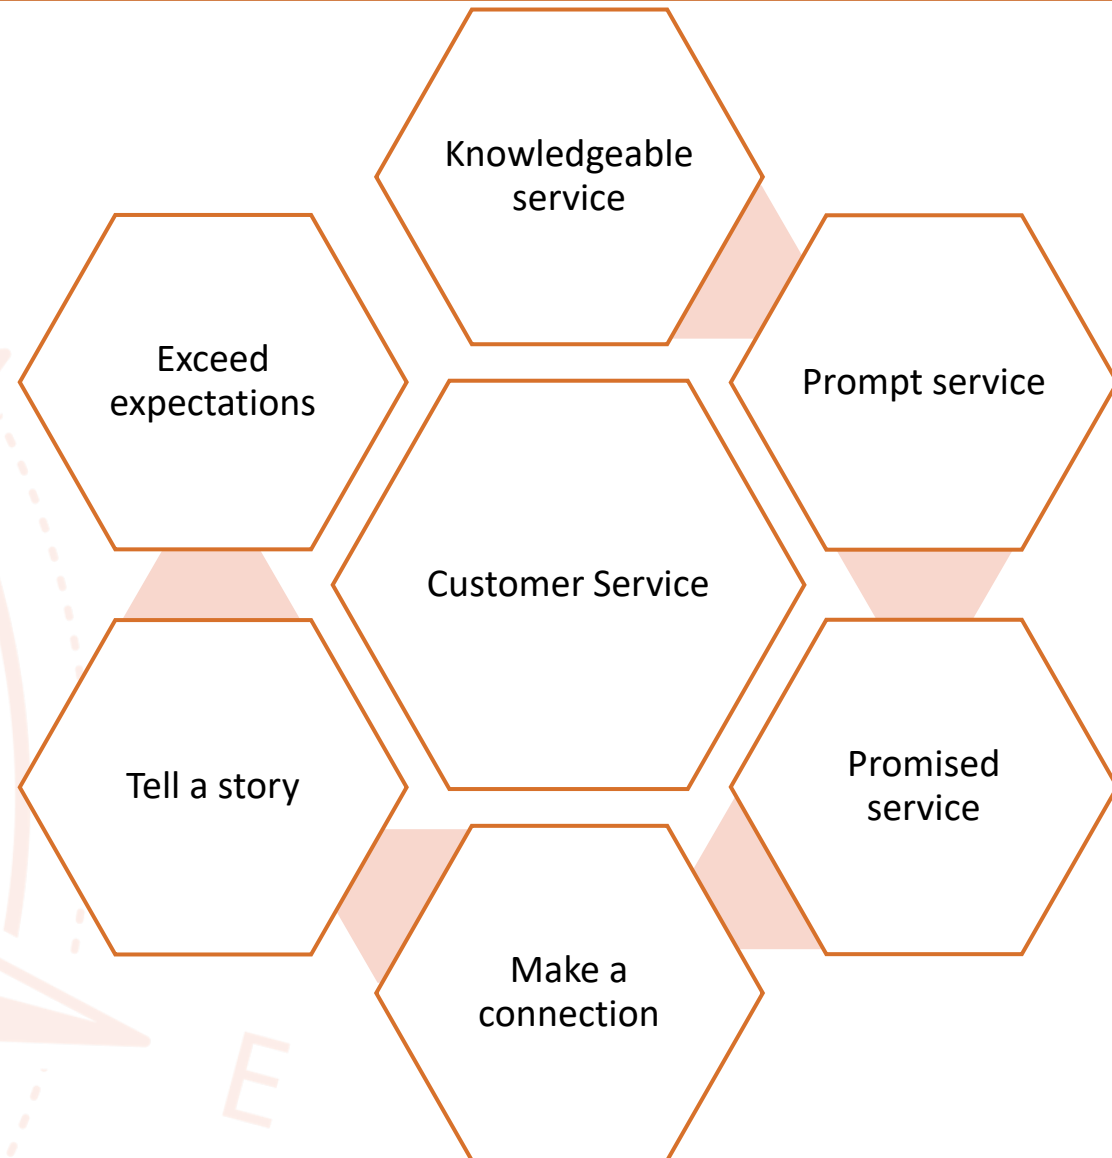 Knowledgeable
service
Prompt service
Promised
service
Make a
connection
Tell a story
Exceed
expectations
Customer Service
E